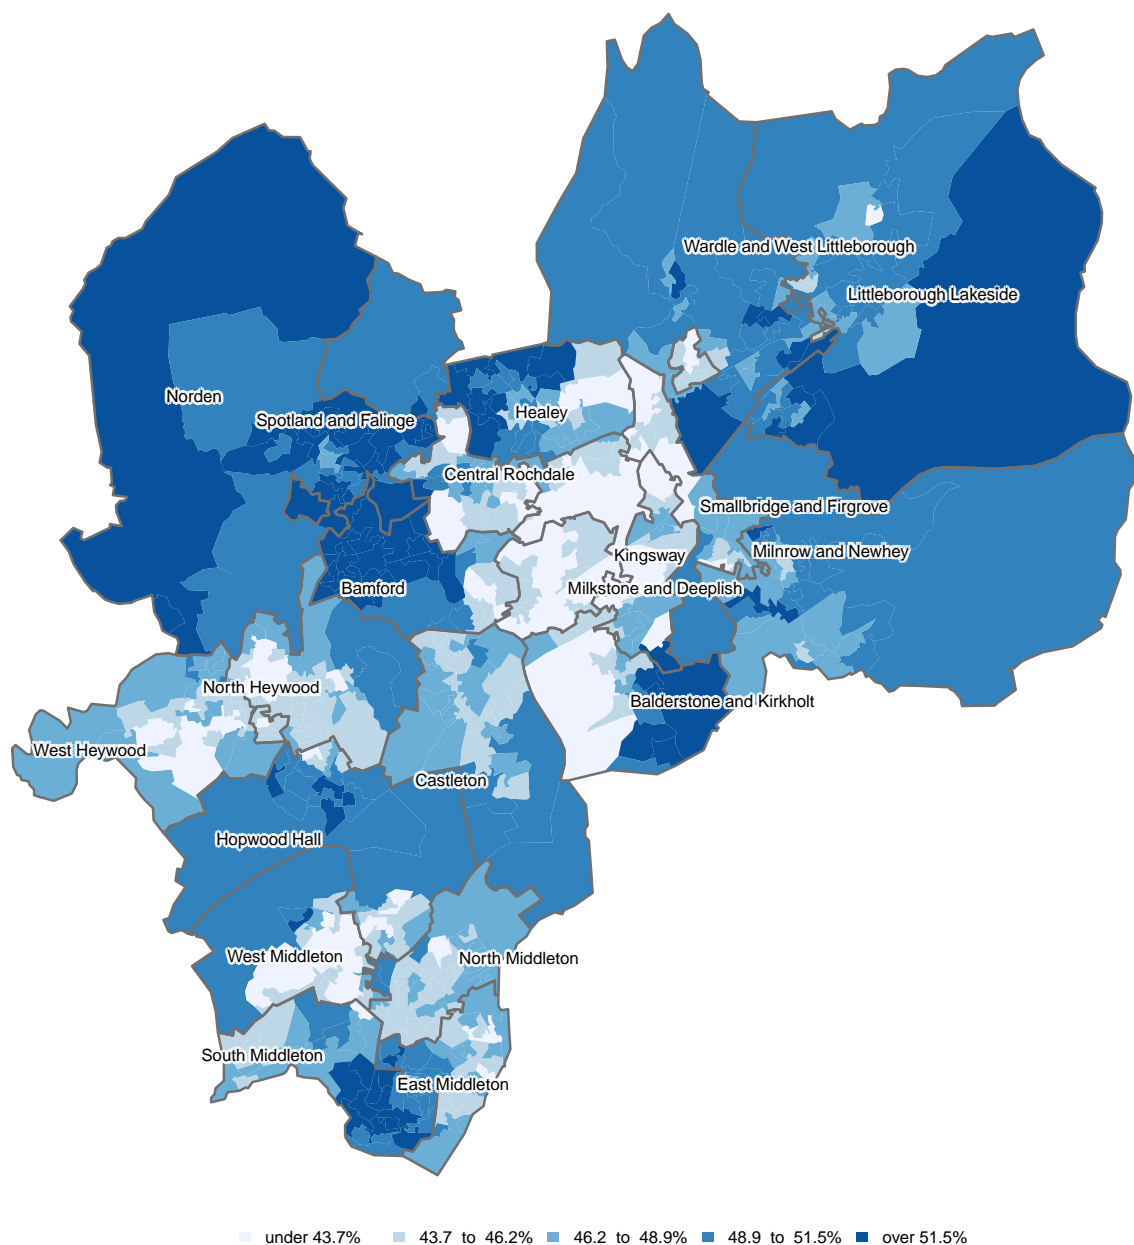 Wardle and West Littleborough
Littleborough Lakeside
Norden
Spotland and Falinge
Healey
Central Rochdale
Smallbridge and Firgrove
Kingsway
Milnrow and Newhey
Bamford
Milkstone and Deeplish
North Heywood
Balderstone and Kirkholt
West Heywood
Castleton
Hopwood Hall
West Middleton
North Middleton
South Middleton
East Middleton
under 43.7% 43.7 to 46.2% 46.2 to 48.9% 48.9 to 51.5% over 51.5%